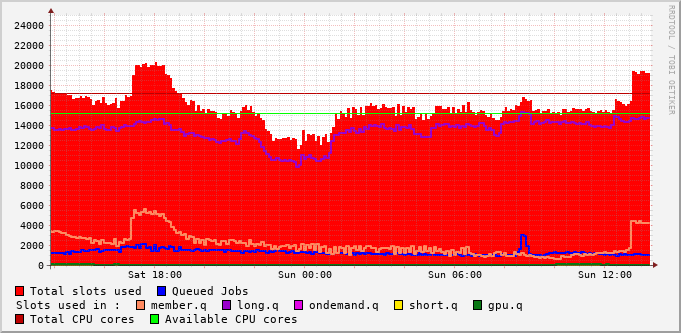 24000
22000
20000
18000
16000
14000
12000
10000
8000
6000
4000
2000
0
Sat 18:00 Sun 00:00 Sun 06:00 Sun 12:00
RRDTOOL / TOBI OETIKER
Total slots used Queued Jobs
Slots used in : member.q long.q ondemand.q short.q gpu.q
Total CPU cores Available CPU cores